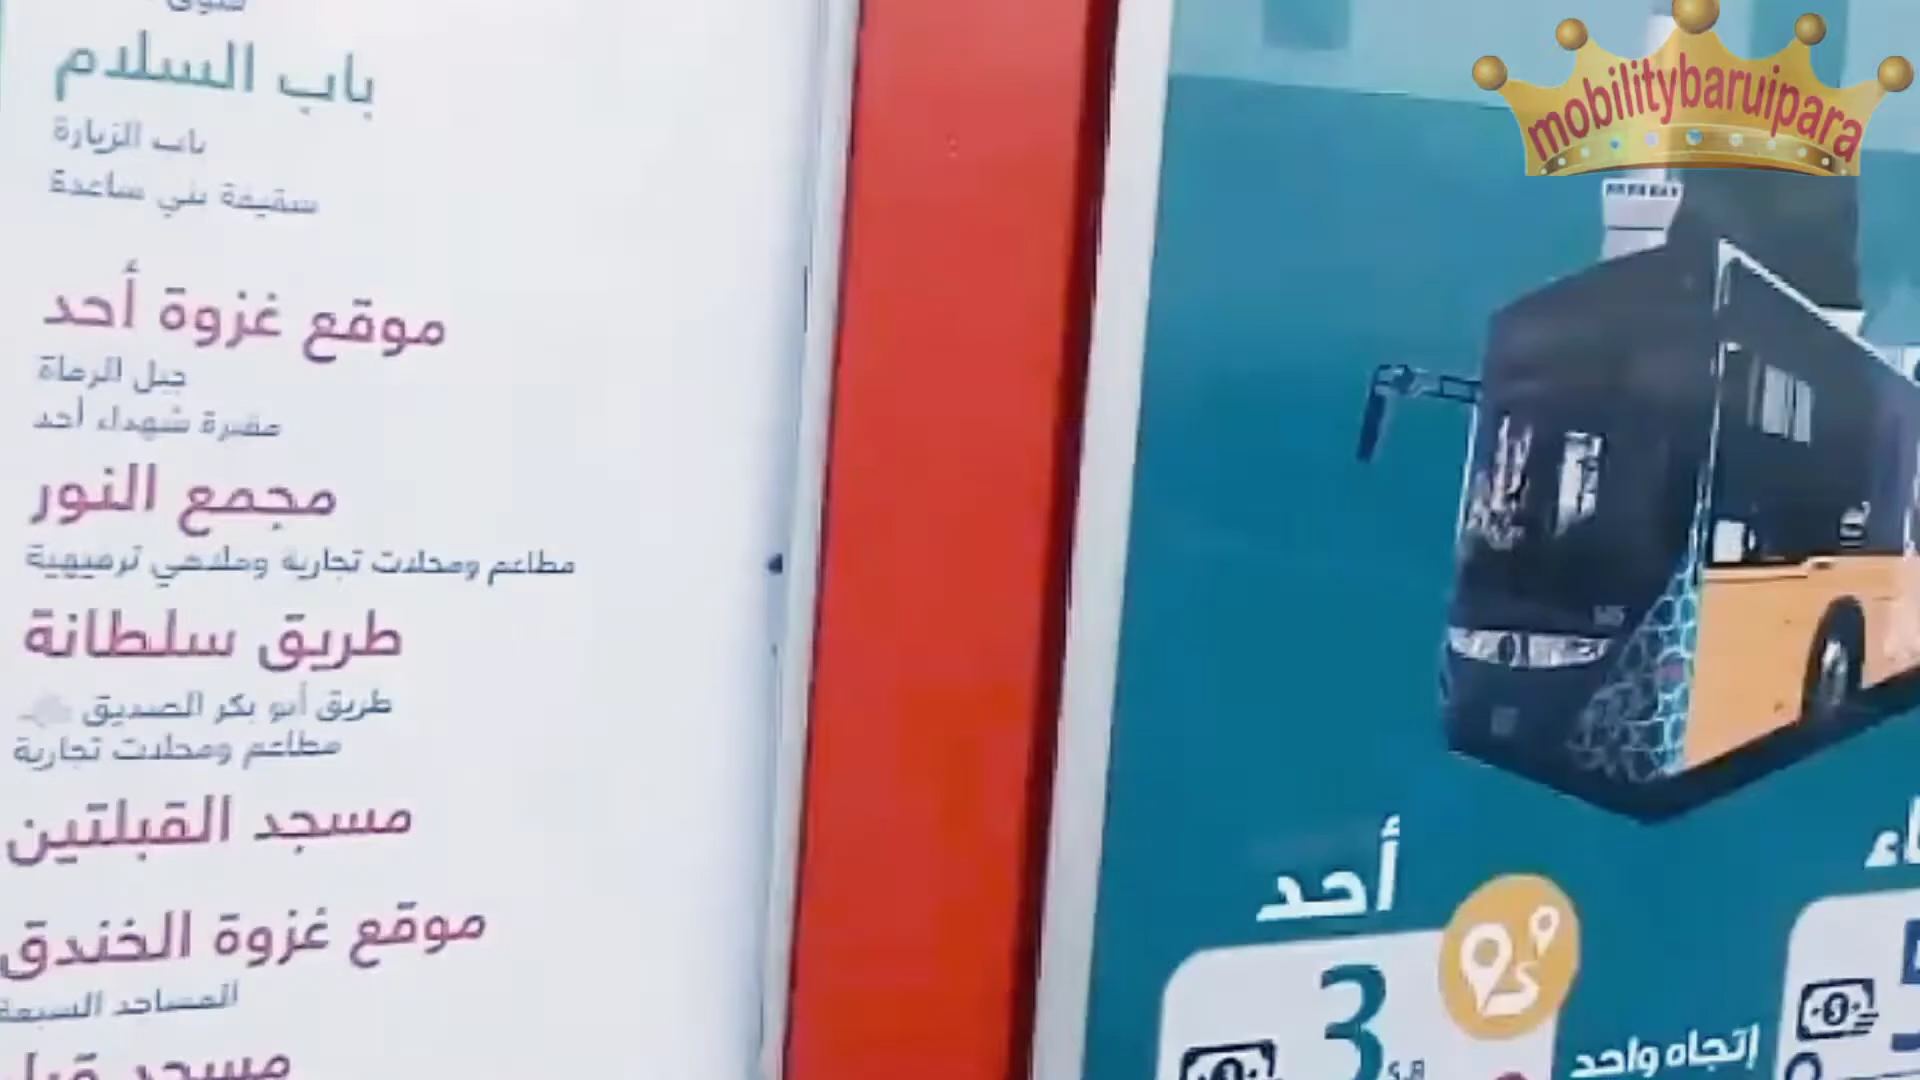 باب السلام
باب الزيارة
سقيفة بني ساعدة
موقع غزوة أحد
جبل الرماة
مقبرة شهداء أحد
مجمع النور
مطاعم ومحلات تجارية وملاهي ترفيهية
طريق سلطانة
طريق أبو بكر الصديق
مطاعم ومحلات تجارية
مسجد القبلتين
موقع غزوة الخندق
المساجد السبعة
مسجد
mobilitybaruipara
أحد
3
S.R
إتجاه واحد